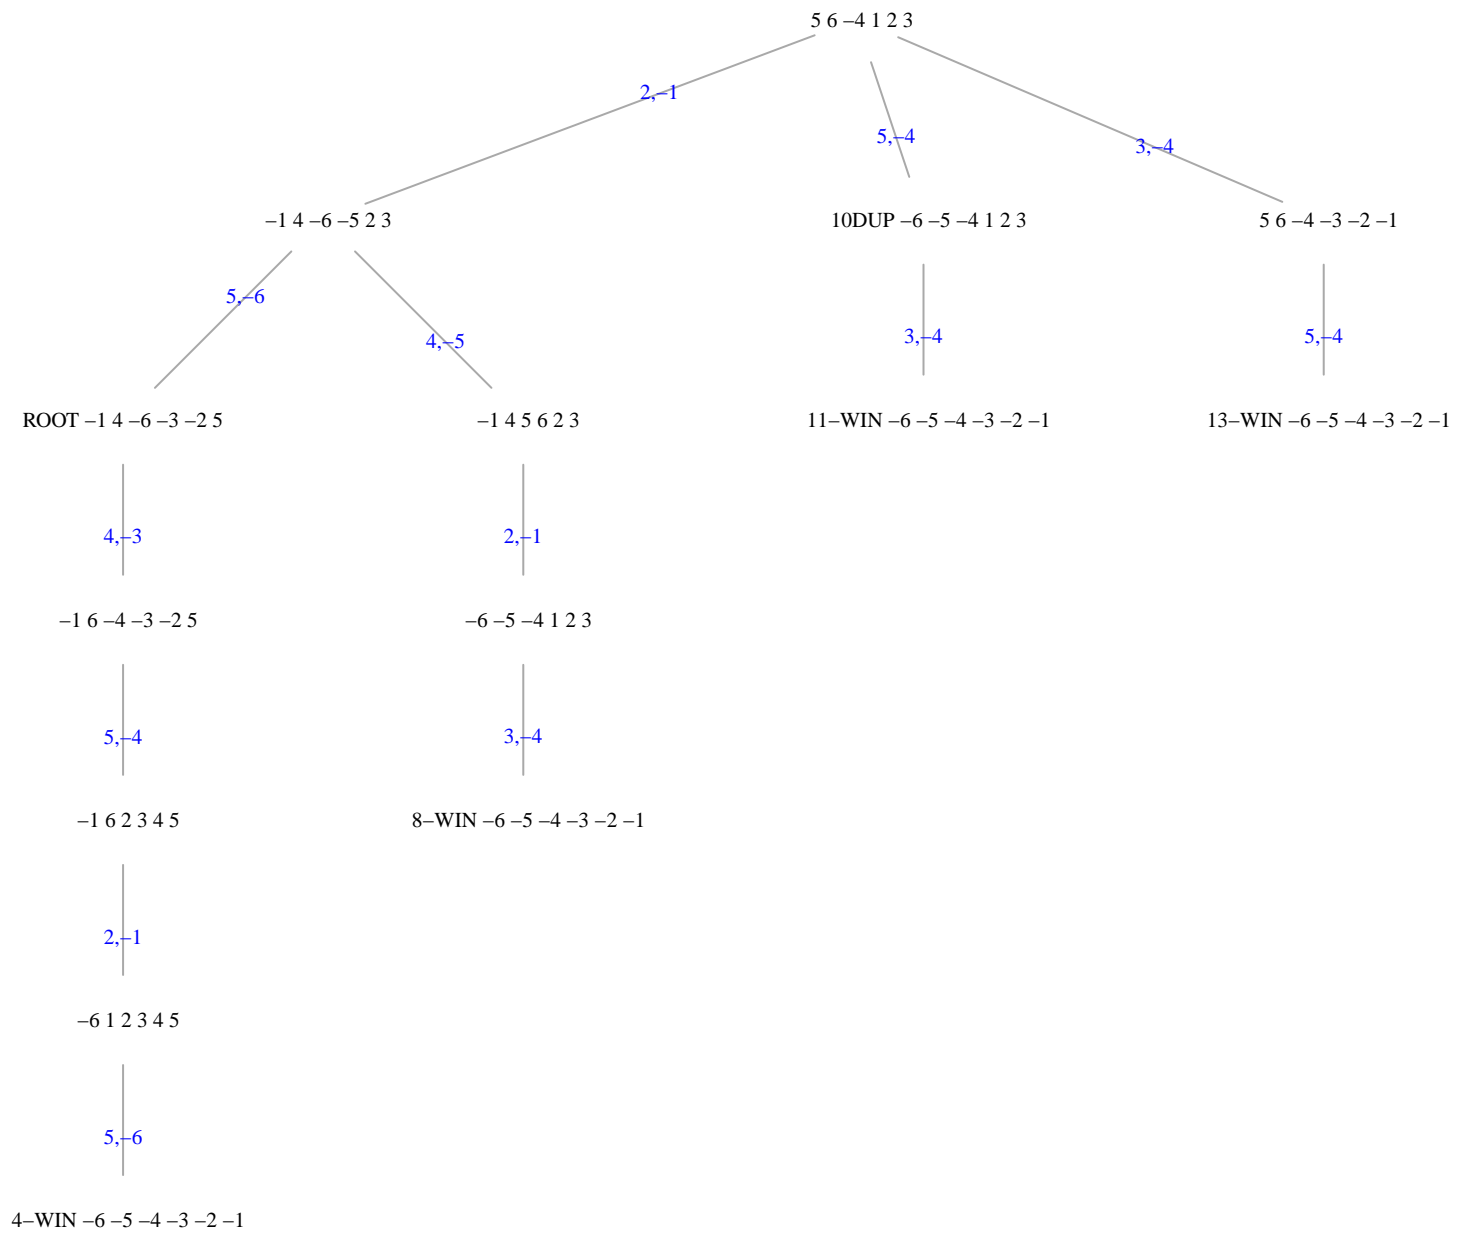 5 6 –4 1 2 3
2,–1
5,–4
3,–4
–1 4 –6 –5 2 3
10DUP –6 –5 –4 1 2 3
5 6 –4 –3 –2 –1
5,–6
4,–5
3,–4
5,–4
ROOT –1 4 –6 –3 –2 5
–1 4 5 6 2 3
11–WIN –6 –5 –4 –3 –2 –1
13–WIN –6 –5 –4 –3 –2 –1
4,–3
2,–1
–1 6 –4 –3 –2 5
–6 –5 –4 1 2 3
5,–4
3,–4
–1 6 2 3 4 5
8–WIN –6 –5 –4 –3 –2 –1
2,–1
–6 1 2 3 4 5
5,–6
4–WIN –6 –5 –4 –3 –2 –1